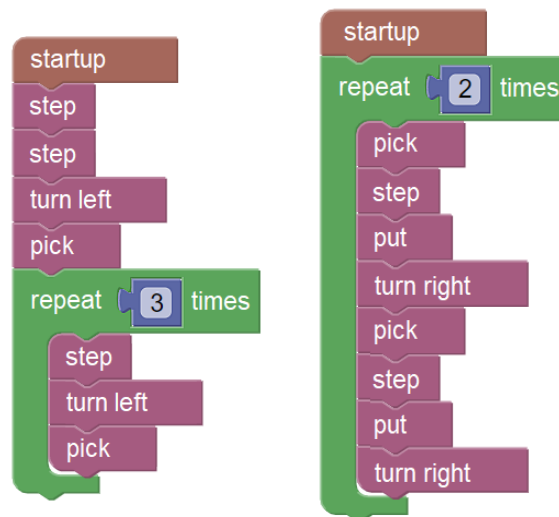 startup
step
step
turn left
pick
repeat 3 times
step
turn left
pick
startup
repeat 2 times
pick
step
put
turn right
pick
step
put
turn right